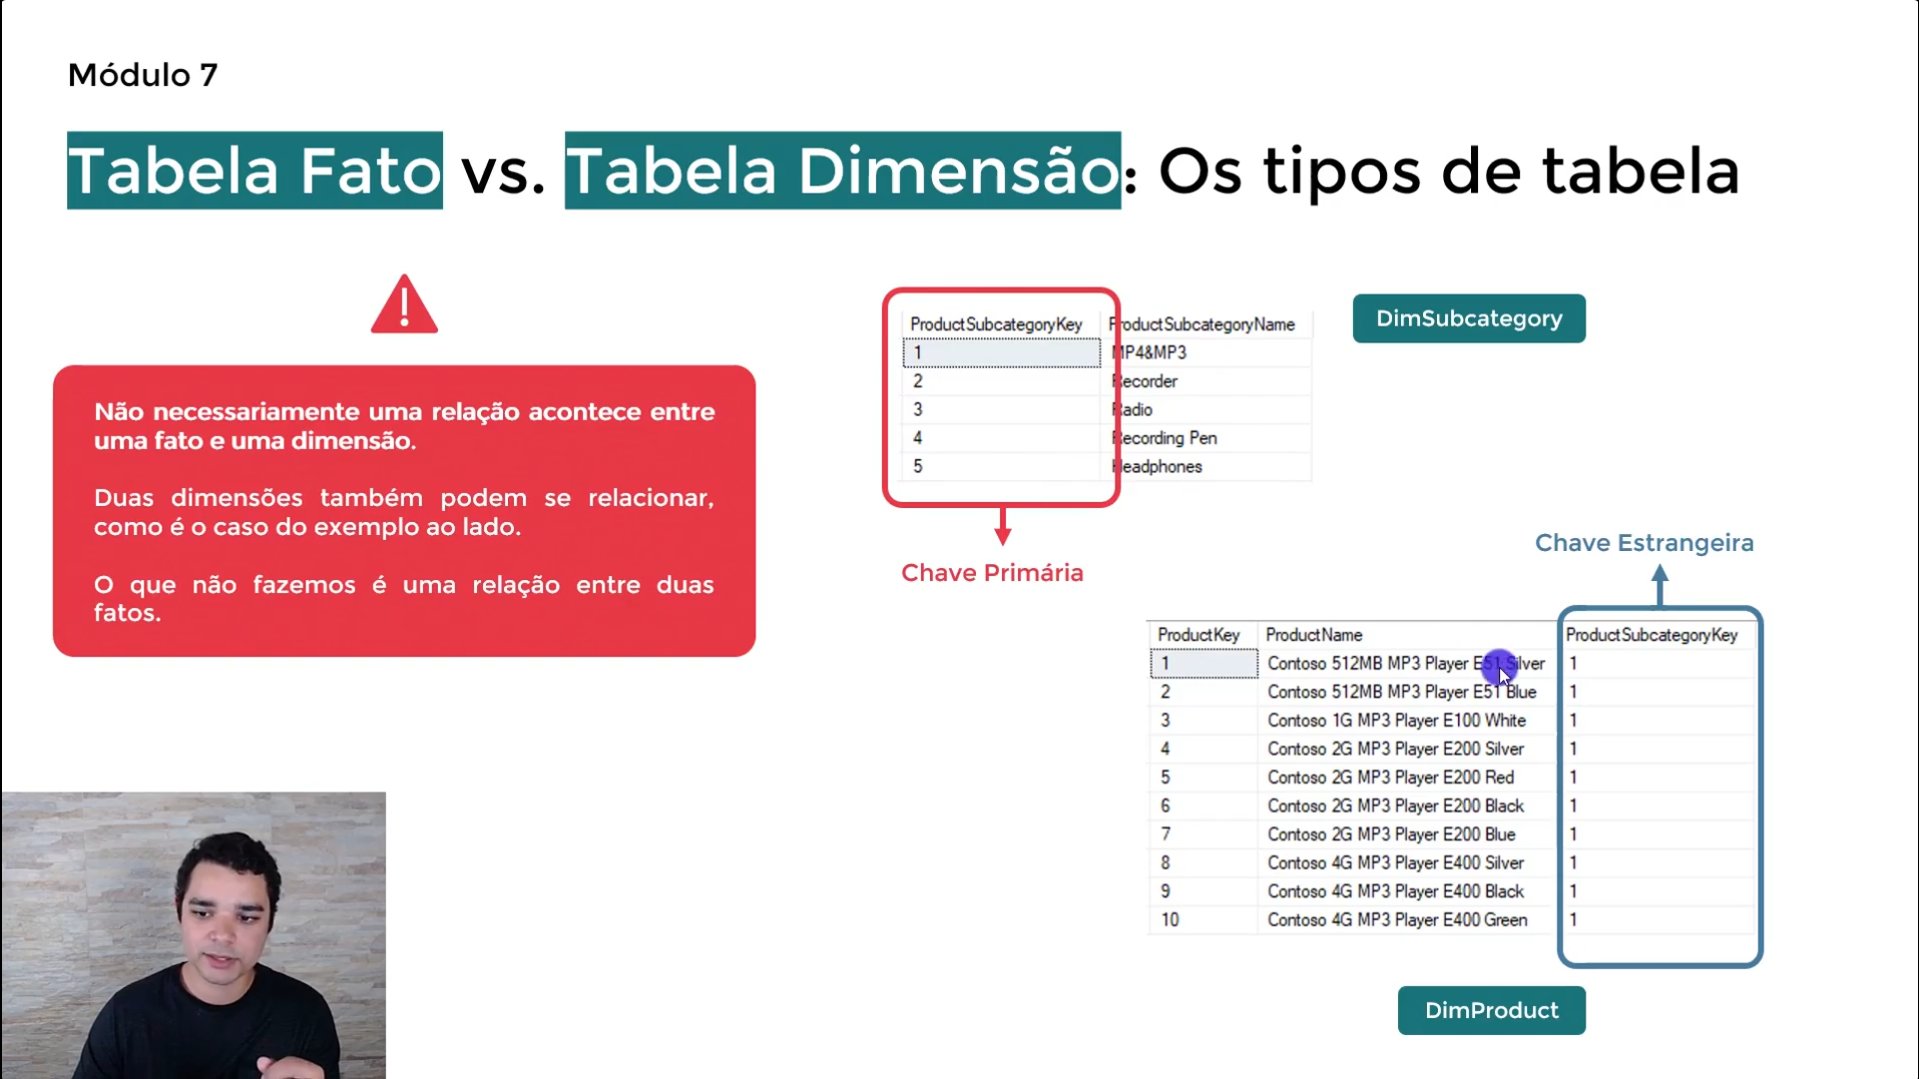 Módulo 7
Tabela Fato vs. Tabela Dimensão: Os tipos de tabela
Não necessariamente uma relação acontece entre
uma fato e uma dimensão.
Duas dimensões também podem se relacionar,
como é o caso do exemplo ao lado.
O que não fazemos é uma relação entre duas
fatos.
DimSubcategory
ProductSubcategoryKey ProductSubcategoryName
1 MP4&MP3
2 Recorder
3 Radio
4 Recording Pen
5 Headphones
Chave Primária
Chave Estrangeira
ProductKey ProductName ProductSubcategoryKey
1 Contoso 512MB MP3 Player E51 Silver 1
2 Contoso 512MB MP3 Player E51 Blue 1
3 Contoso 1G MP3 Player E100 White 1
4 Contoso 2G MP3 Player E200 Silver 1
5 Contoso 2G MP3 Player E200 Red 1
6 Contoso 2G MP3 Player E200 Black 1
7 Contoso 2G MP3 Player E200 Blue 1
8 Contoso 4G MP3 Player E400 Silver 1
9 Contoso 4G MP3 Player E400 Black 1
10 Contoso 4G MP3 Player E400 Green 1
DimProduct